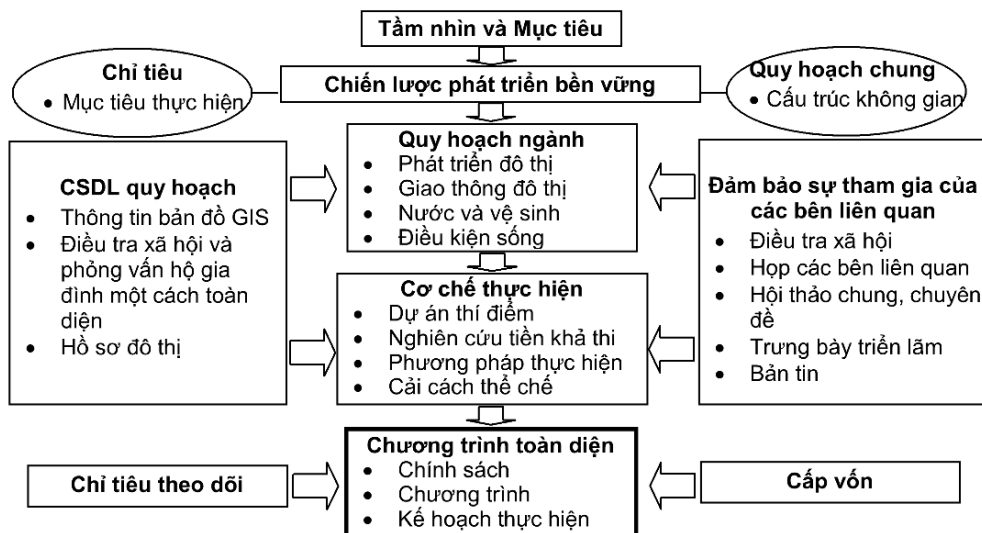 Tầm nhìn và Mục tiêu
Chỉ tiêu
• Mục tiêu thực hiện
Chiến lược phát triển bền vững
Quy hoạch chung
• Cấu trúc không gian
Quy hoạch ngành
• Phát triển đô thị
• Giao thông đô thị
• Nước và vệ sinh
• Điều kiện sống
CSDL quy hoạch
• Thông tin bản đồ GIS
• Điều tra xã hội và
phỏng vấn hộ gia
đình một cách toàn
diện
• Hồ sơ đô thị
Đảm bảo sự tham gia của
các bên liên quan
• Điều tra xã hội
• Họp các bên liên quan
• Hội thảo chung, chuyên
đề
• Trưng bày triển lãm
• Bản tin
Cơ chế thực hiện
• Dự án thí điểm
• Nghiên cứu tiền khả thi
• Phương pháp thực hiện
• Cải cách thể chế
Chỉ tiêu theo dõi
Chương trình toàn diện
• Chính sách
• Chương trình
• Kế hoạch thực hiện
Cấp vốn